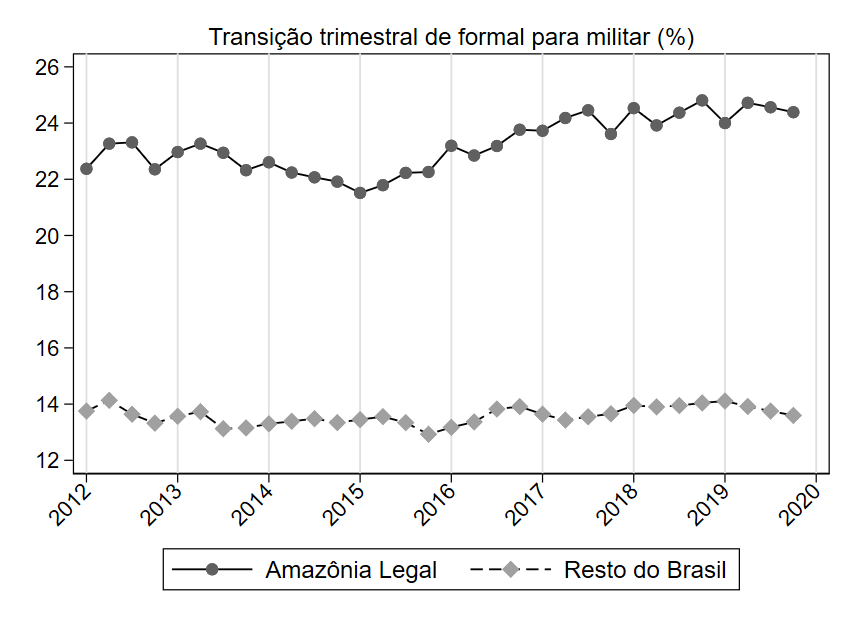 Transição trimestral de formal para militar (%)
26
24
22
20
18
16
14
12
2012 2013 2014 2015 2016 2017 2018 2019 2020
Amazônia Legal Resto do Brasil